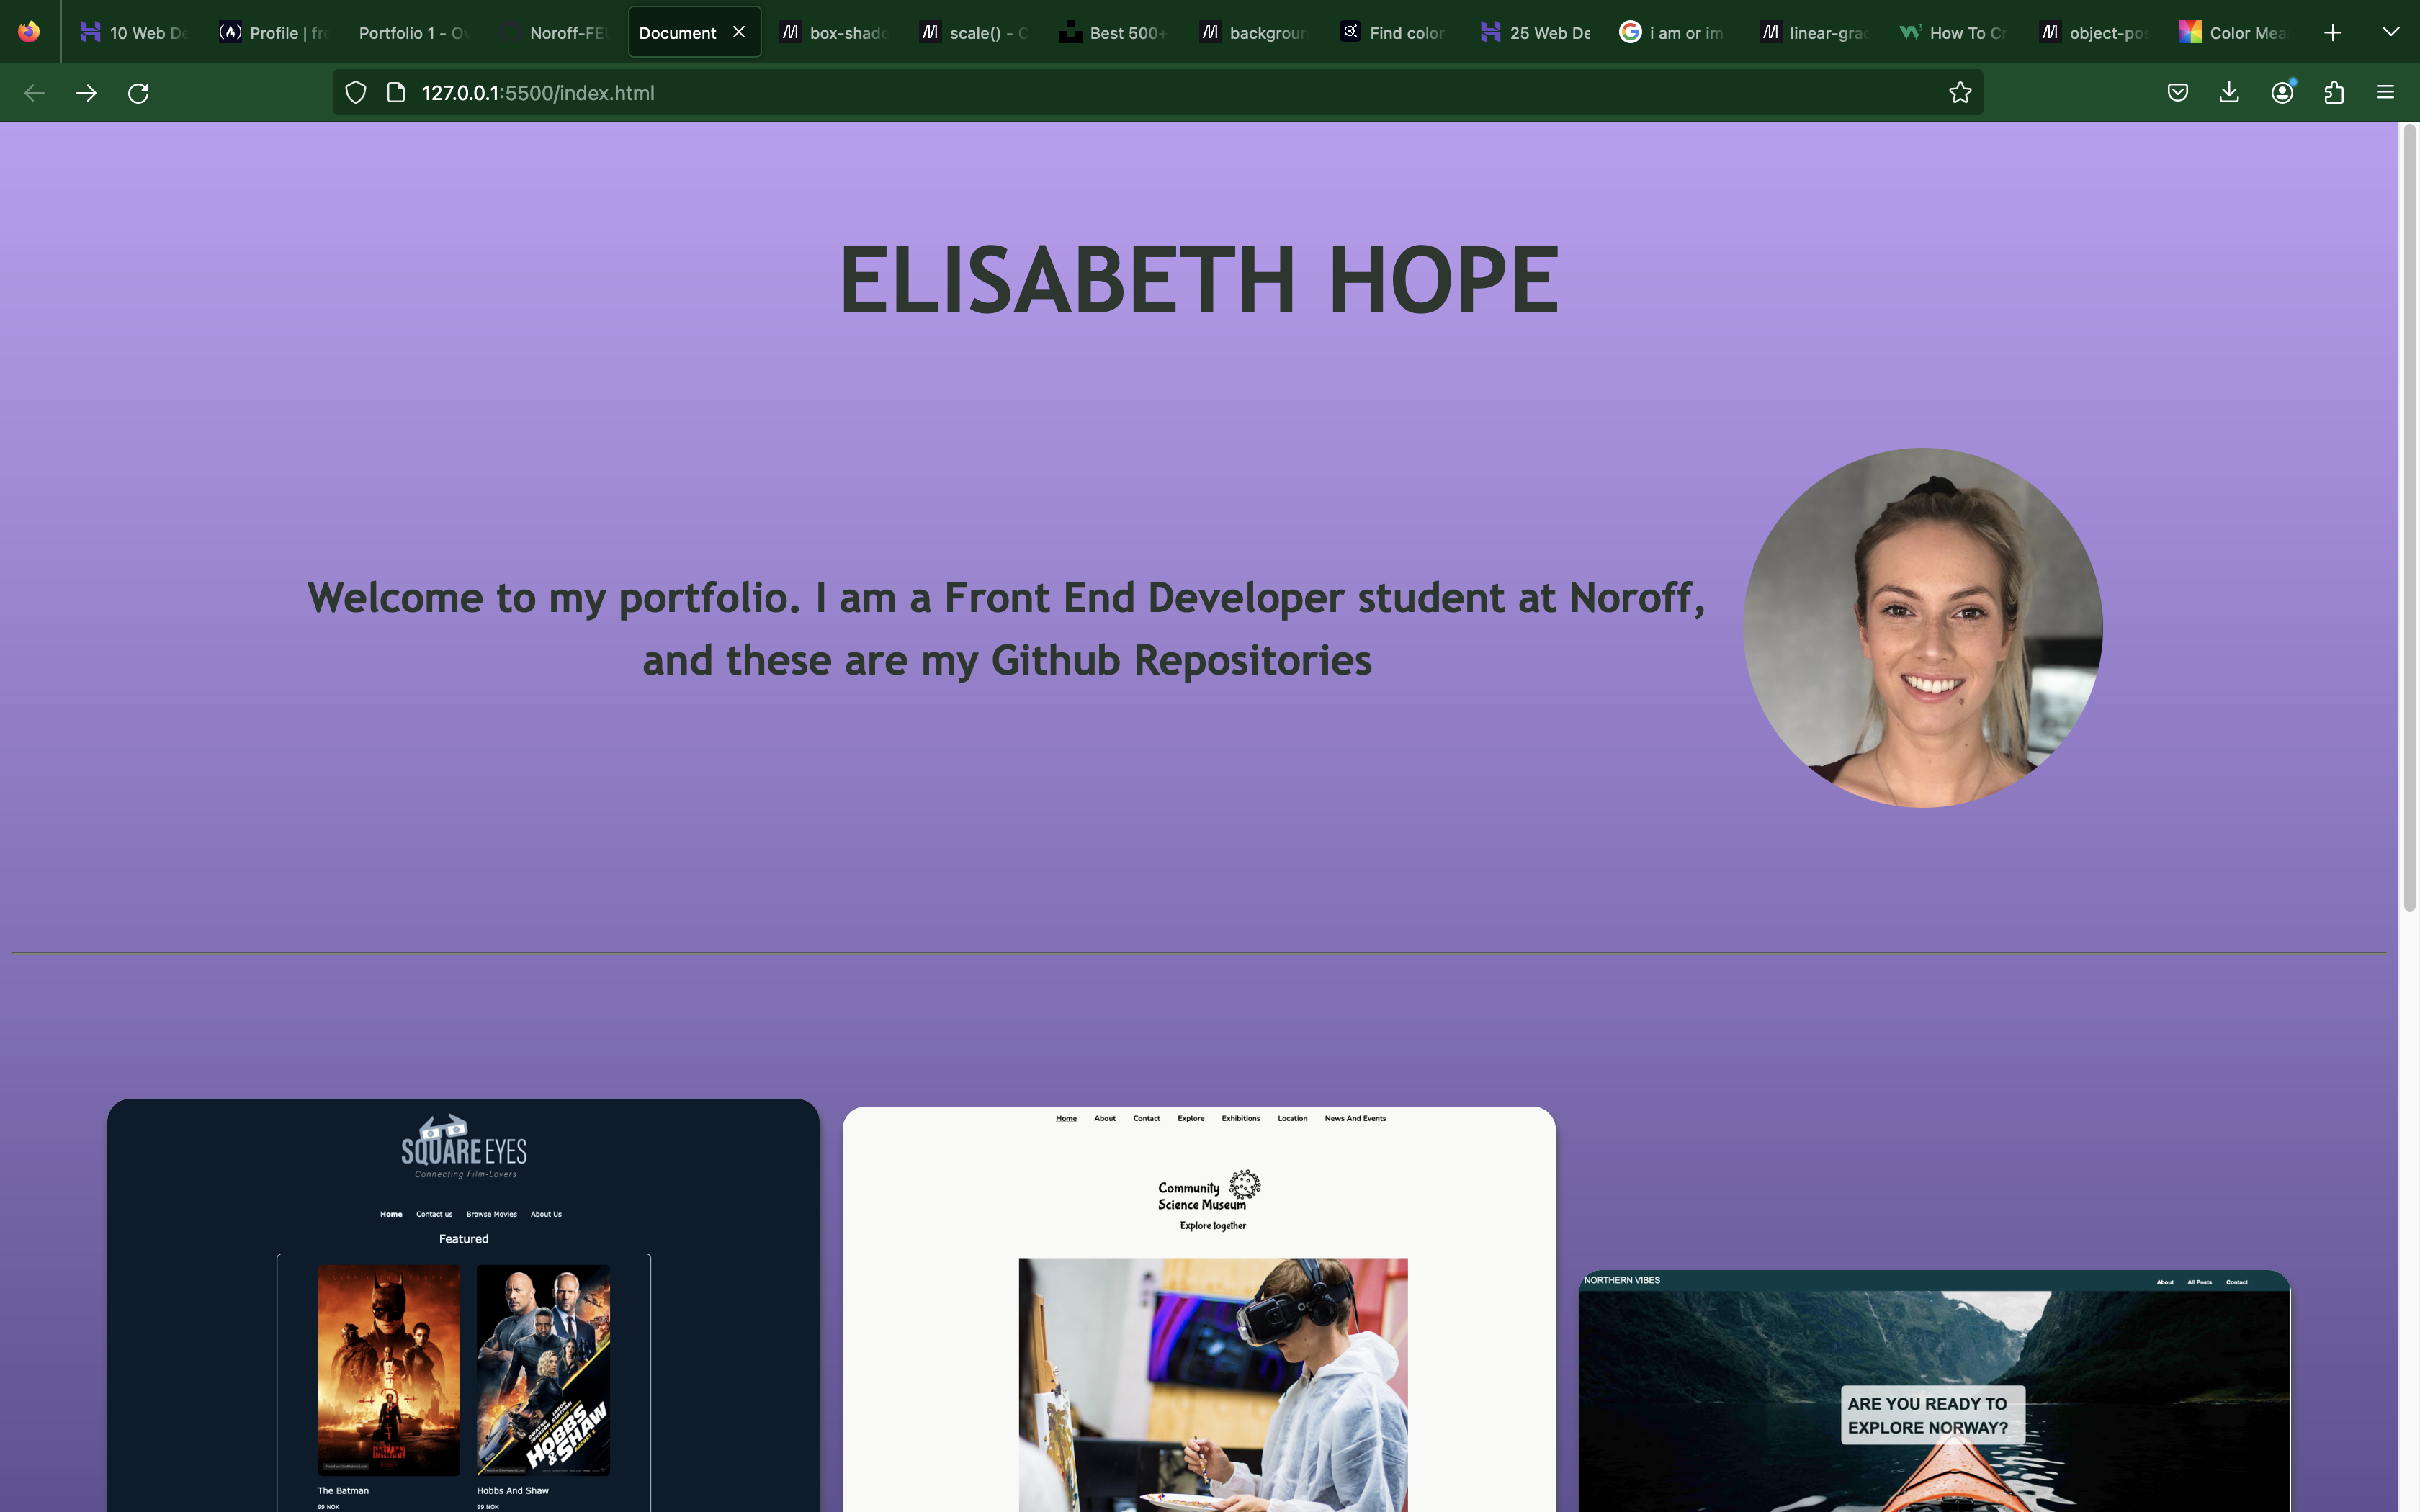 10 Web De
Profile | fre
Portfolio 1 - Ov
Noroff-FEU
Document
box-shado
scale() - C
Best 500+
backgroun
Find color
25 Web De
i am or im
linear-grad
How To Cr
object-pos
Color Mea
127.0.0.1:5500/index.html
ELISABETH HOPE
Welcome to my portfolio. I am a Front End Developer student at Noroff,
and these are my Github Repositories
SQUARE EYES
Connecting Film-Lovers
Home Contact us Browse Movies About Us
Featured
BATMAN
HOBBS
& SHAW
The Batman
99 NOK
Hobbs And Shaw
99 NOK
Home About Contact Explore Exhibitions Location News And Events
Community
Science Museum
Explore together
NORTHERN VIBES
About All Posts Contact
ARE YOU READY TO
EXPLORE NORWAY?